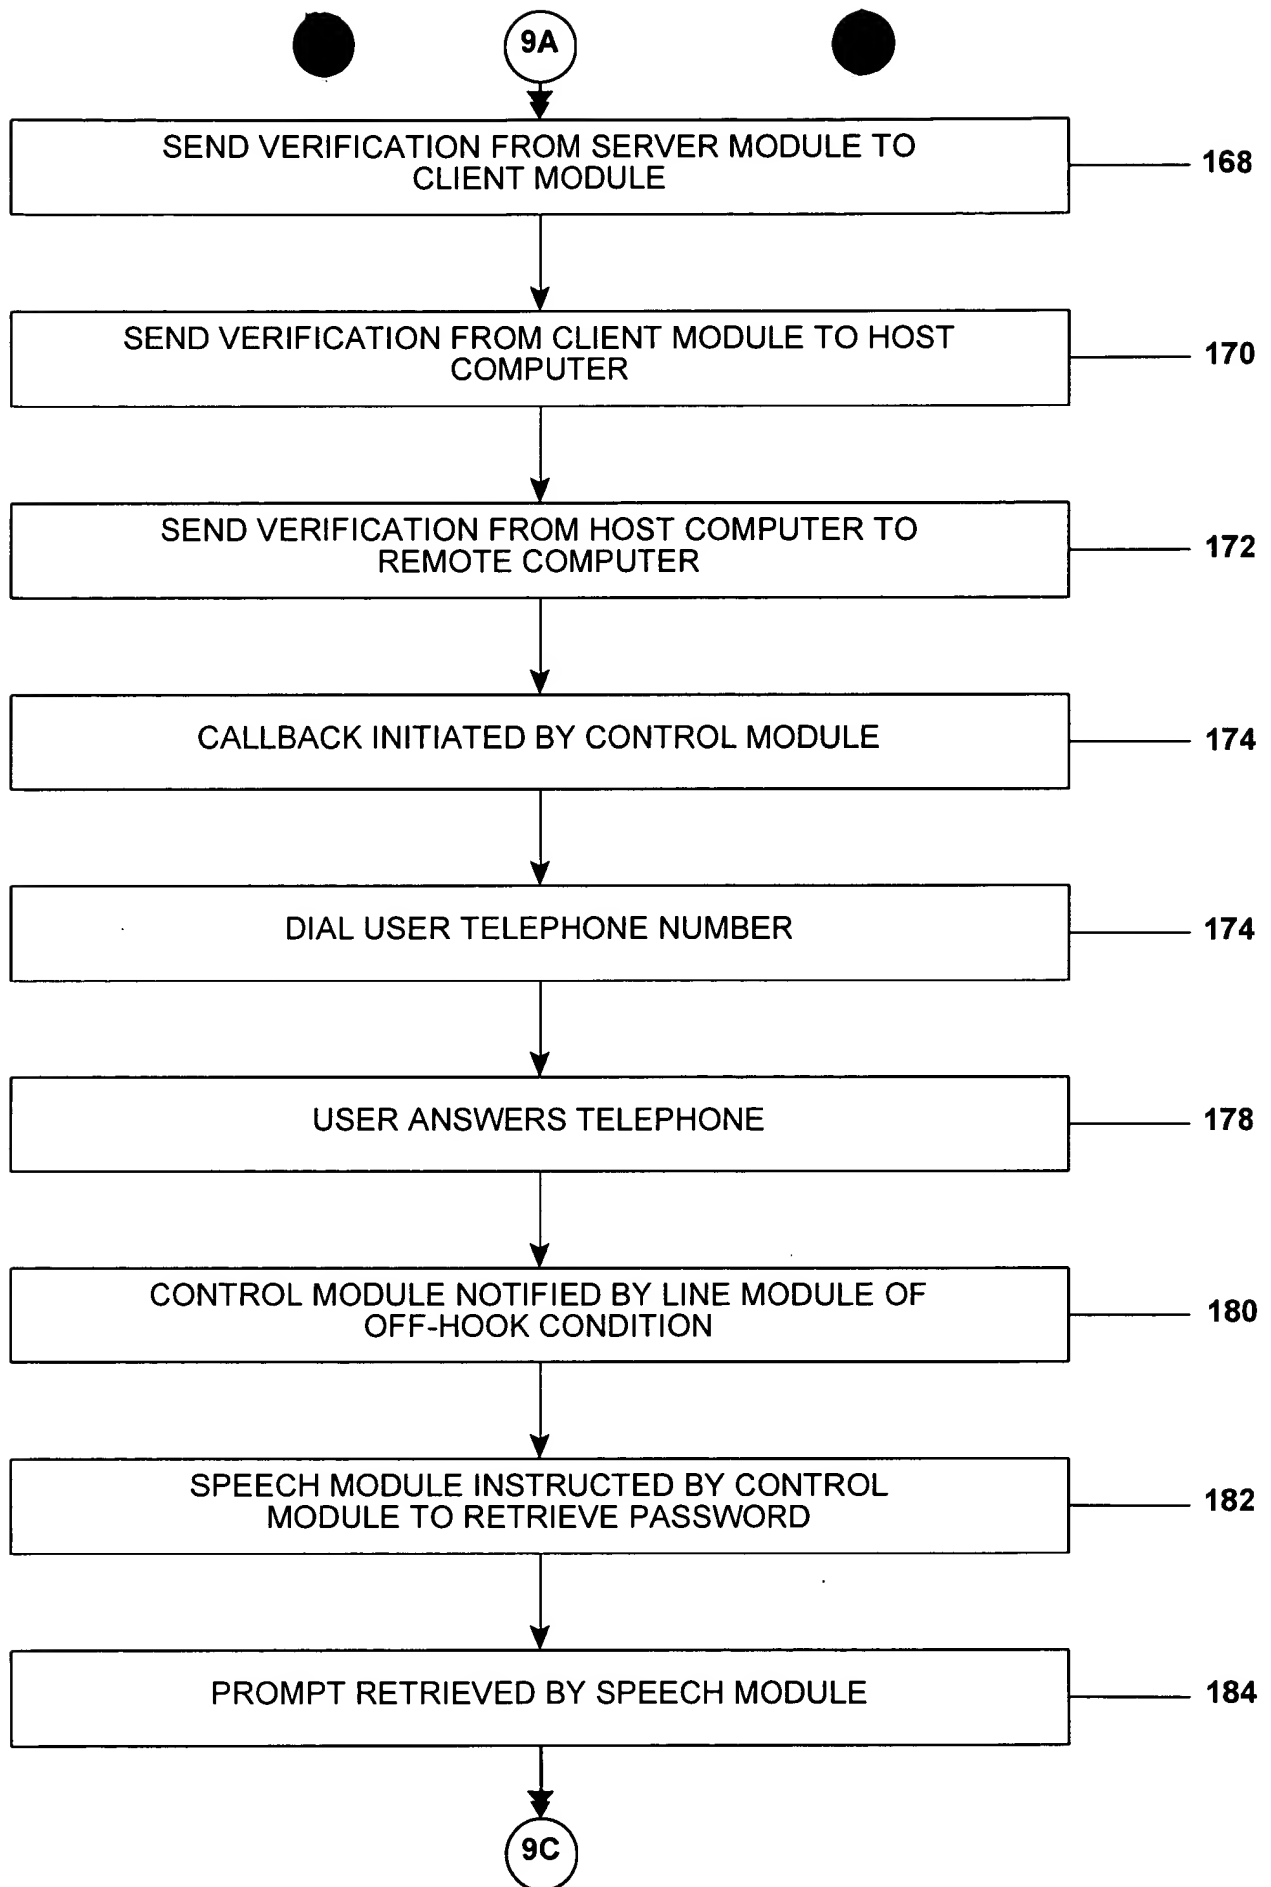 9A
SEND VERIFICATION FROM SERVER MODULE TO
CLIENT MODULE
168
SEND VERIFICATION FROM CLIENT MODULE TO HOST
COMPUTER
170
SEND VERIFICATION FROM HOST COMPUTER TO
REMOTE COMPUTER
172
CALLBACK INITIATED BY CONTROL MODULE
174
DIAL USER TELEPHONE NUMBER
174
USER ANSWERS TELEPHONE
178
CONTROL MODULE NOTIFIED BY LINE MODULE OF
OFF-HOOK CONDITION
180
SPEECH MODULE INSTRUCTED BY CONTROL
MODULE TO RETRIEVE PASSWORD
182
PROMPT RETRIEVED BY SPEECH MODULE
184
9C